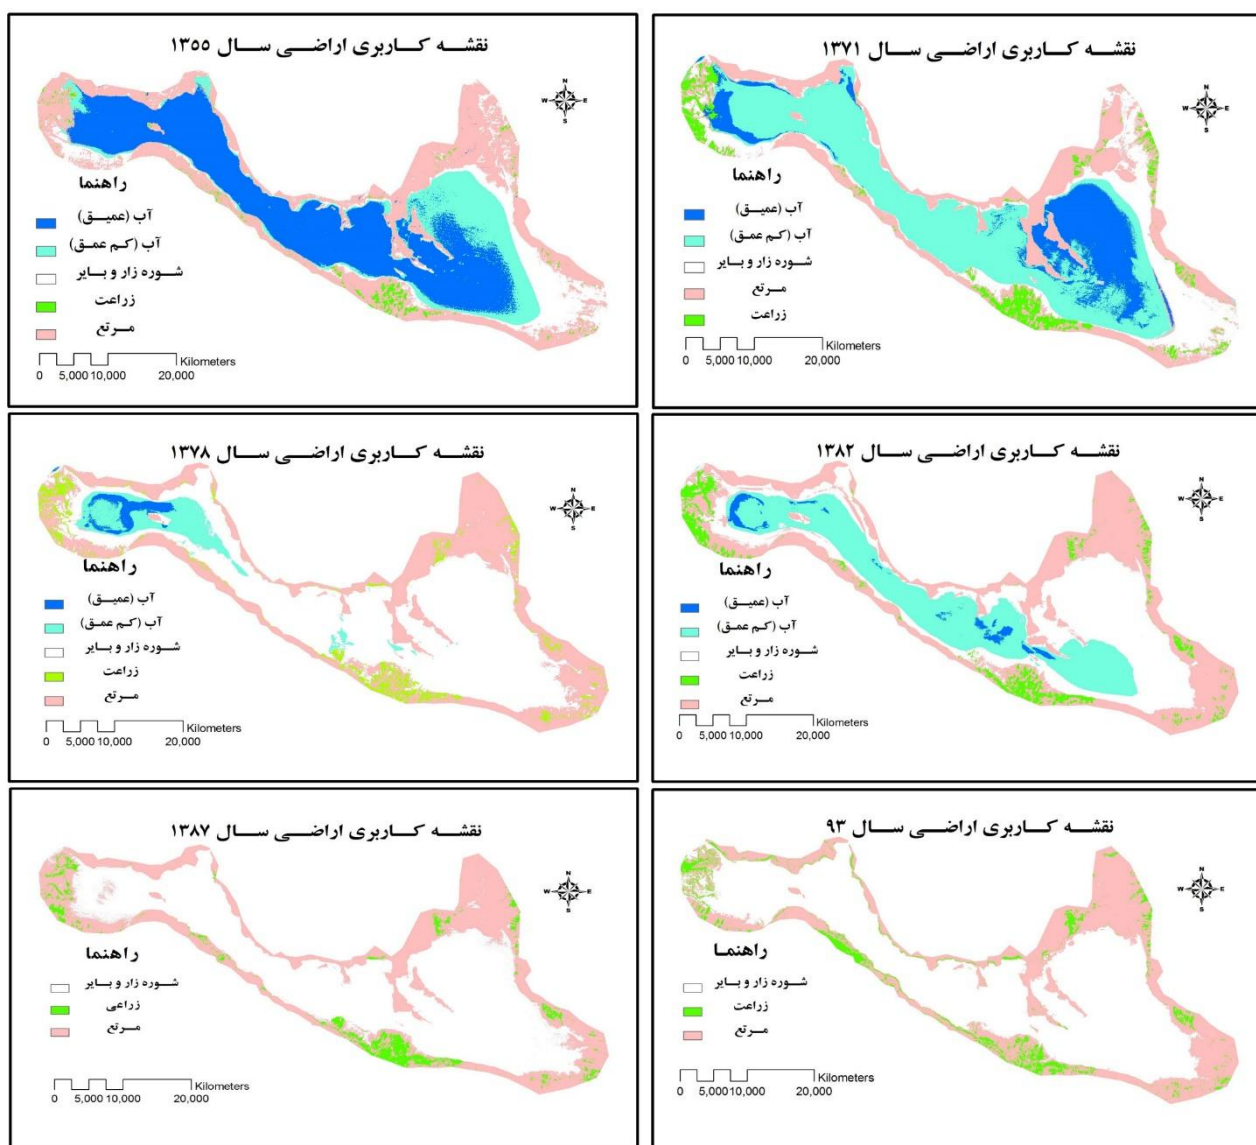 نقشه کاربری اراضی سال ۱۳۵۵
N
W E
S
راهنما
آب (عمیق)
آب (کم عمق)
شوره زار و بایر
زراعت
مرتع
Kilometers
0 5,000 10,000 20,000
نقشه کاربری اراضی سال ۱۳۷۱
N
W E
S
راهنما
آب (عمیق)
آب (کم عمق)
شوره زار و بایر
مرتع
زراعت
Kilometers
0 5,000 10,000 20,000
نقشه کاربری اراضی سال ۱۳۷۸
N
W E
S
راهنما
آب (عمیق)
آب (کم عمق)
شوره زار و بایر
زراعت
مرتع
Kilometers
0 5,000 10,000 20,000
نقشه کاربری اراضی سال ۱۳۸۲
N
W E
S
راهنما
آب (عمیق)
آب (کم عمق)
شوره زار و بایر
زراعت
مرتع
Kilometers
0 5,000 10,000 20,000
نقشه کاربری اراضی سال ۱۳۸۷
N
W E
S
راهنما
شوره زار و بایر
زراعی
مرتع
Kilometers
0 5,000 10,000 20,000
نقشه کاربری اراضی سال ۹۳
N
W E
S
راهنما
شوره زار و بایر
زراعت
مرتع
Kilometers
0 5,000 10,000 20,000